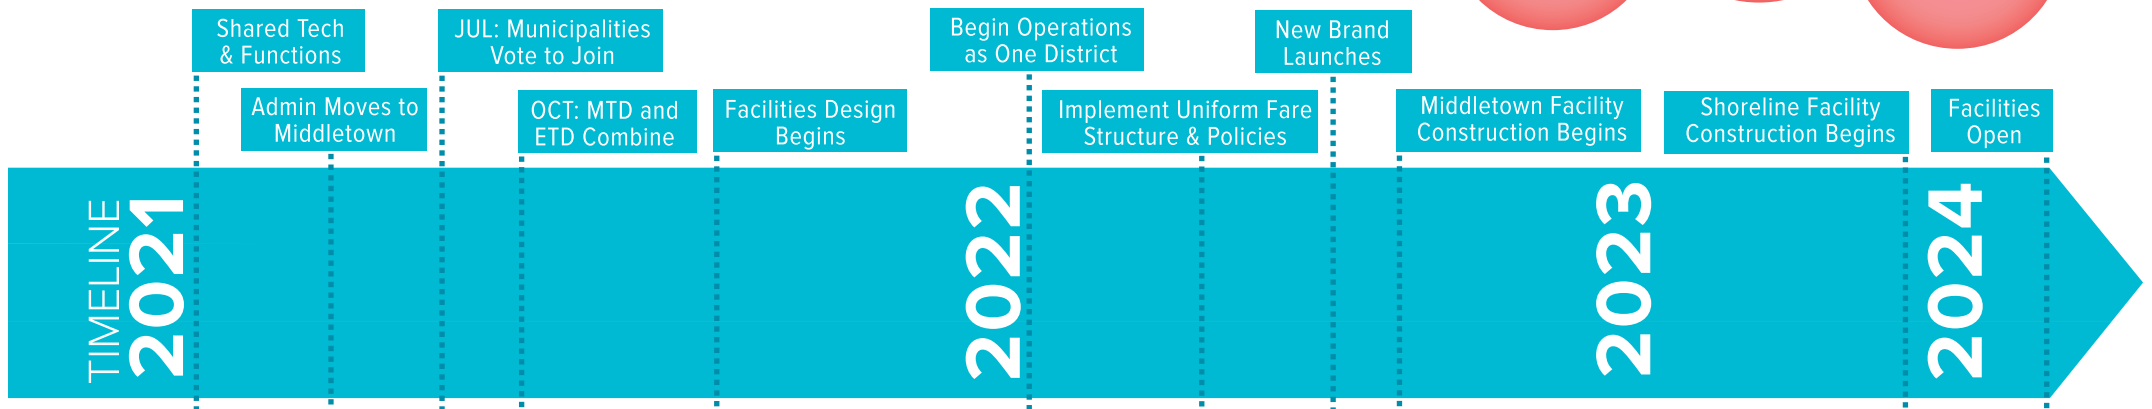 Shared Tech
& Functions
Admin Moves to
Middletown
JUL: Municipalities
Vote to Join
OCT: MTD and
ETD Combine
Facilities Design
Begins
Begin Operations
as One District
Implement Uniform Fare
Structure & Policies
New Brand
Launches
Middletown Facility
Construction Begins
Shoreline Facility
Construction Begins
Facilities
Open
TIMELINE
2021
2022
2023
2024